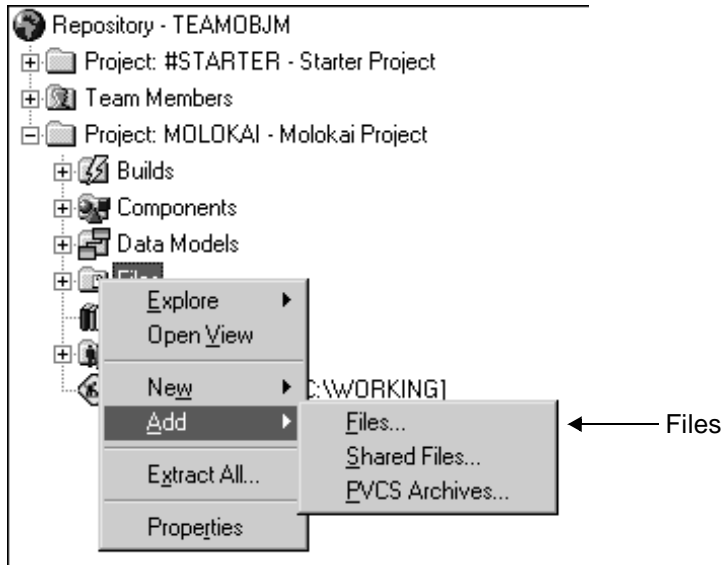 Repository - TEAMOBJM
Project: #STARTER - Starter Project
Team Members
Project: MOLOKAI - Molokai Project
Builds
Components
Data Models
Files
Explore
Open View
New
C:\WORKING]
Add
Files...
Files
Shared Files...
PVCS Archives...
Extract All...
Properties